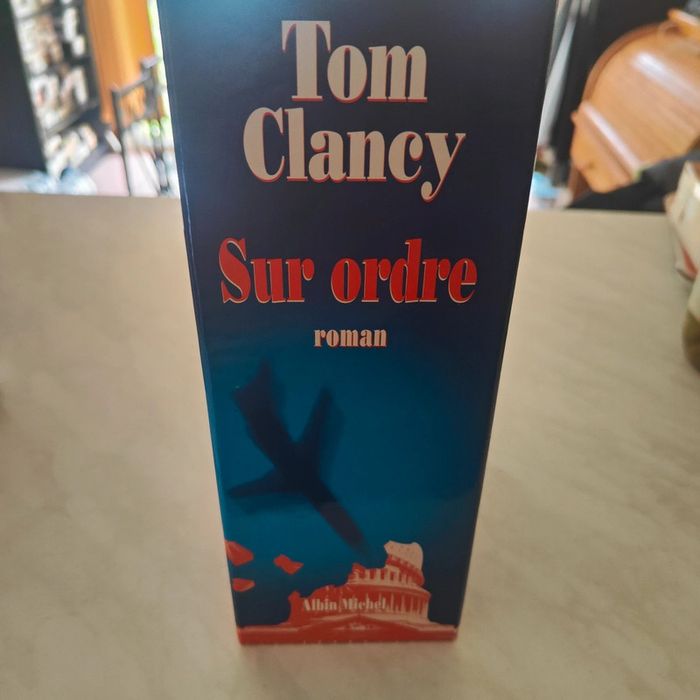 Tom
Clancy
Sur ordre
roman
Albin Michel